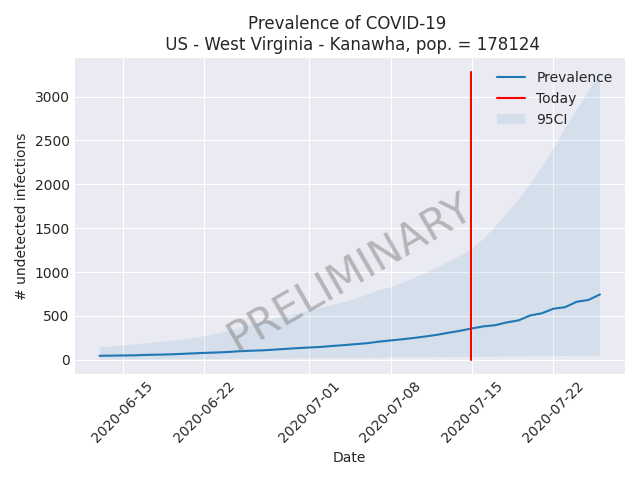 Prevalence of COVID-19
US - West Virginia - Kanawha, pop. = 178124
Prevalence
Today
95CI
# undetected infections
3000
2500
2000
1500
1000
500
0
PRELIMINARY
2020-06-15
2020-06-22
2020-07-01
2020-07-08
2020-07-15
2020-07-22
Date